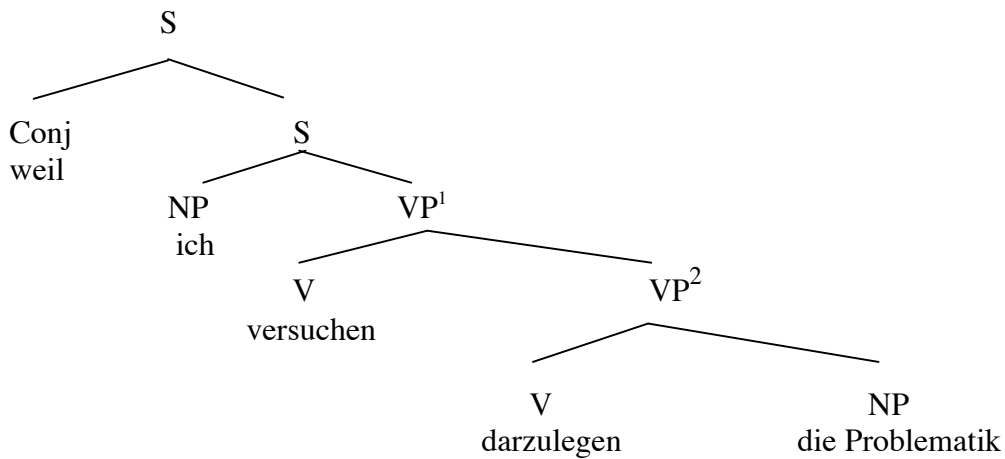 S
Conj S
weil
NP VP¹
ich
V VP²
versuchen
V NP
darzulegen die Problematik